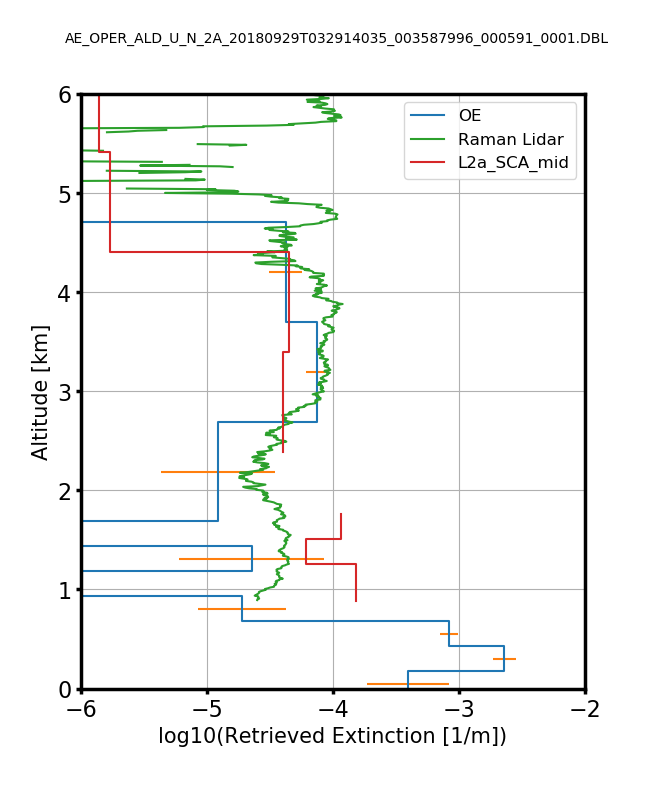 AE_OPER_ALD_U_N_2A_20180929T032914035_003587996_000591_0001.DBL
6
5
4
3
2
1
0
Altitude [km]
OE
Raman Lidar
L2a_SCA_mid
−6
−5
−4
−3
−2
log10(Retrieved Extinction [1/m])